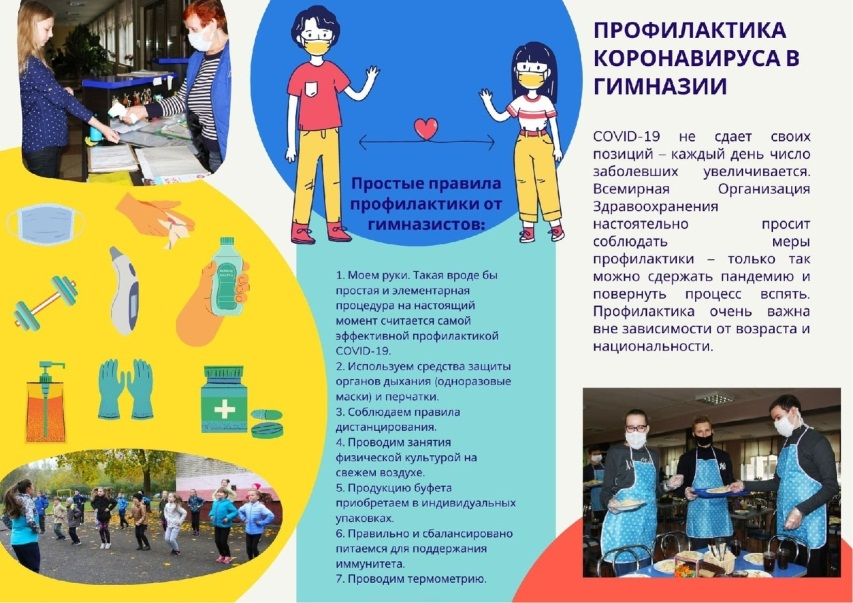 Простые правила
профилактики от
гимназистов:
1. Моем руки. Такая вроде бы
простая и элементарная
процедура на настоящий
момент считается самой
эффективной профилактикой
COVID-19.
2. Используем средства защиты
органов дыхания (одноразовые
маски) и перчатки.
3. Соблюдаем правила
дистанцирования.
4. Проводим занятия
физической культурой на
свежем воздухе.
5. Продукцию буфета
приобретаем в индивидуальных
упаковках.
6. Правильно и сбалансировано
питаемся для поддержания
иммунитета.
7. Проводим термометрию.
ПРОФИЛАКТИКА
КОРОНАВИРУСА В
ГИМНАЗИИ
COVID-19 не сдает своих
позиций – каждый день число
заболевших увеличивается.
Всемирная Организация
Здравоохранения
настоятельно просит
соблюдать меры
профилактики – только так
можно сдержать пандемию и
повернуть процесс вспять.
Профилактика очень важна
вне зависимости от возраста и
национальности.